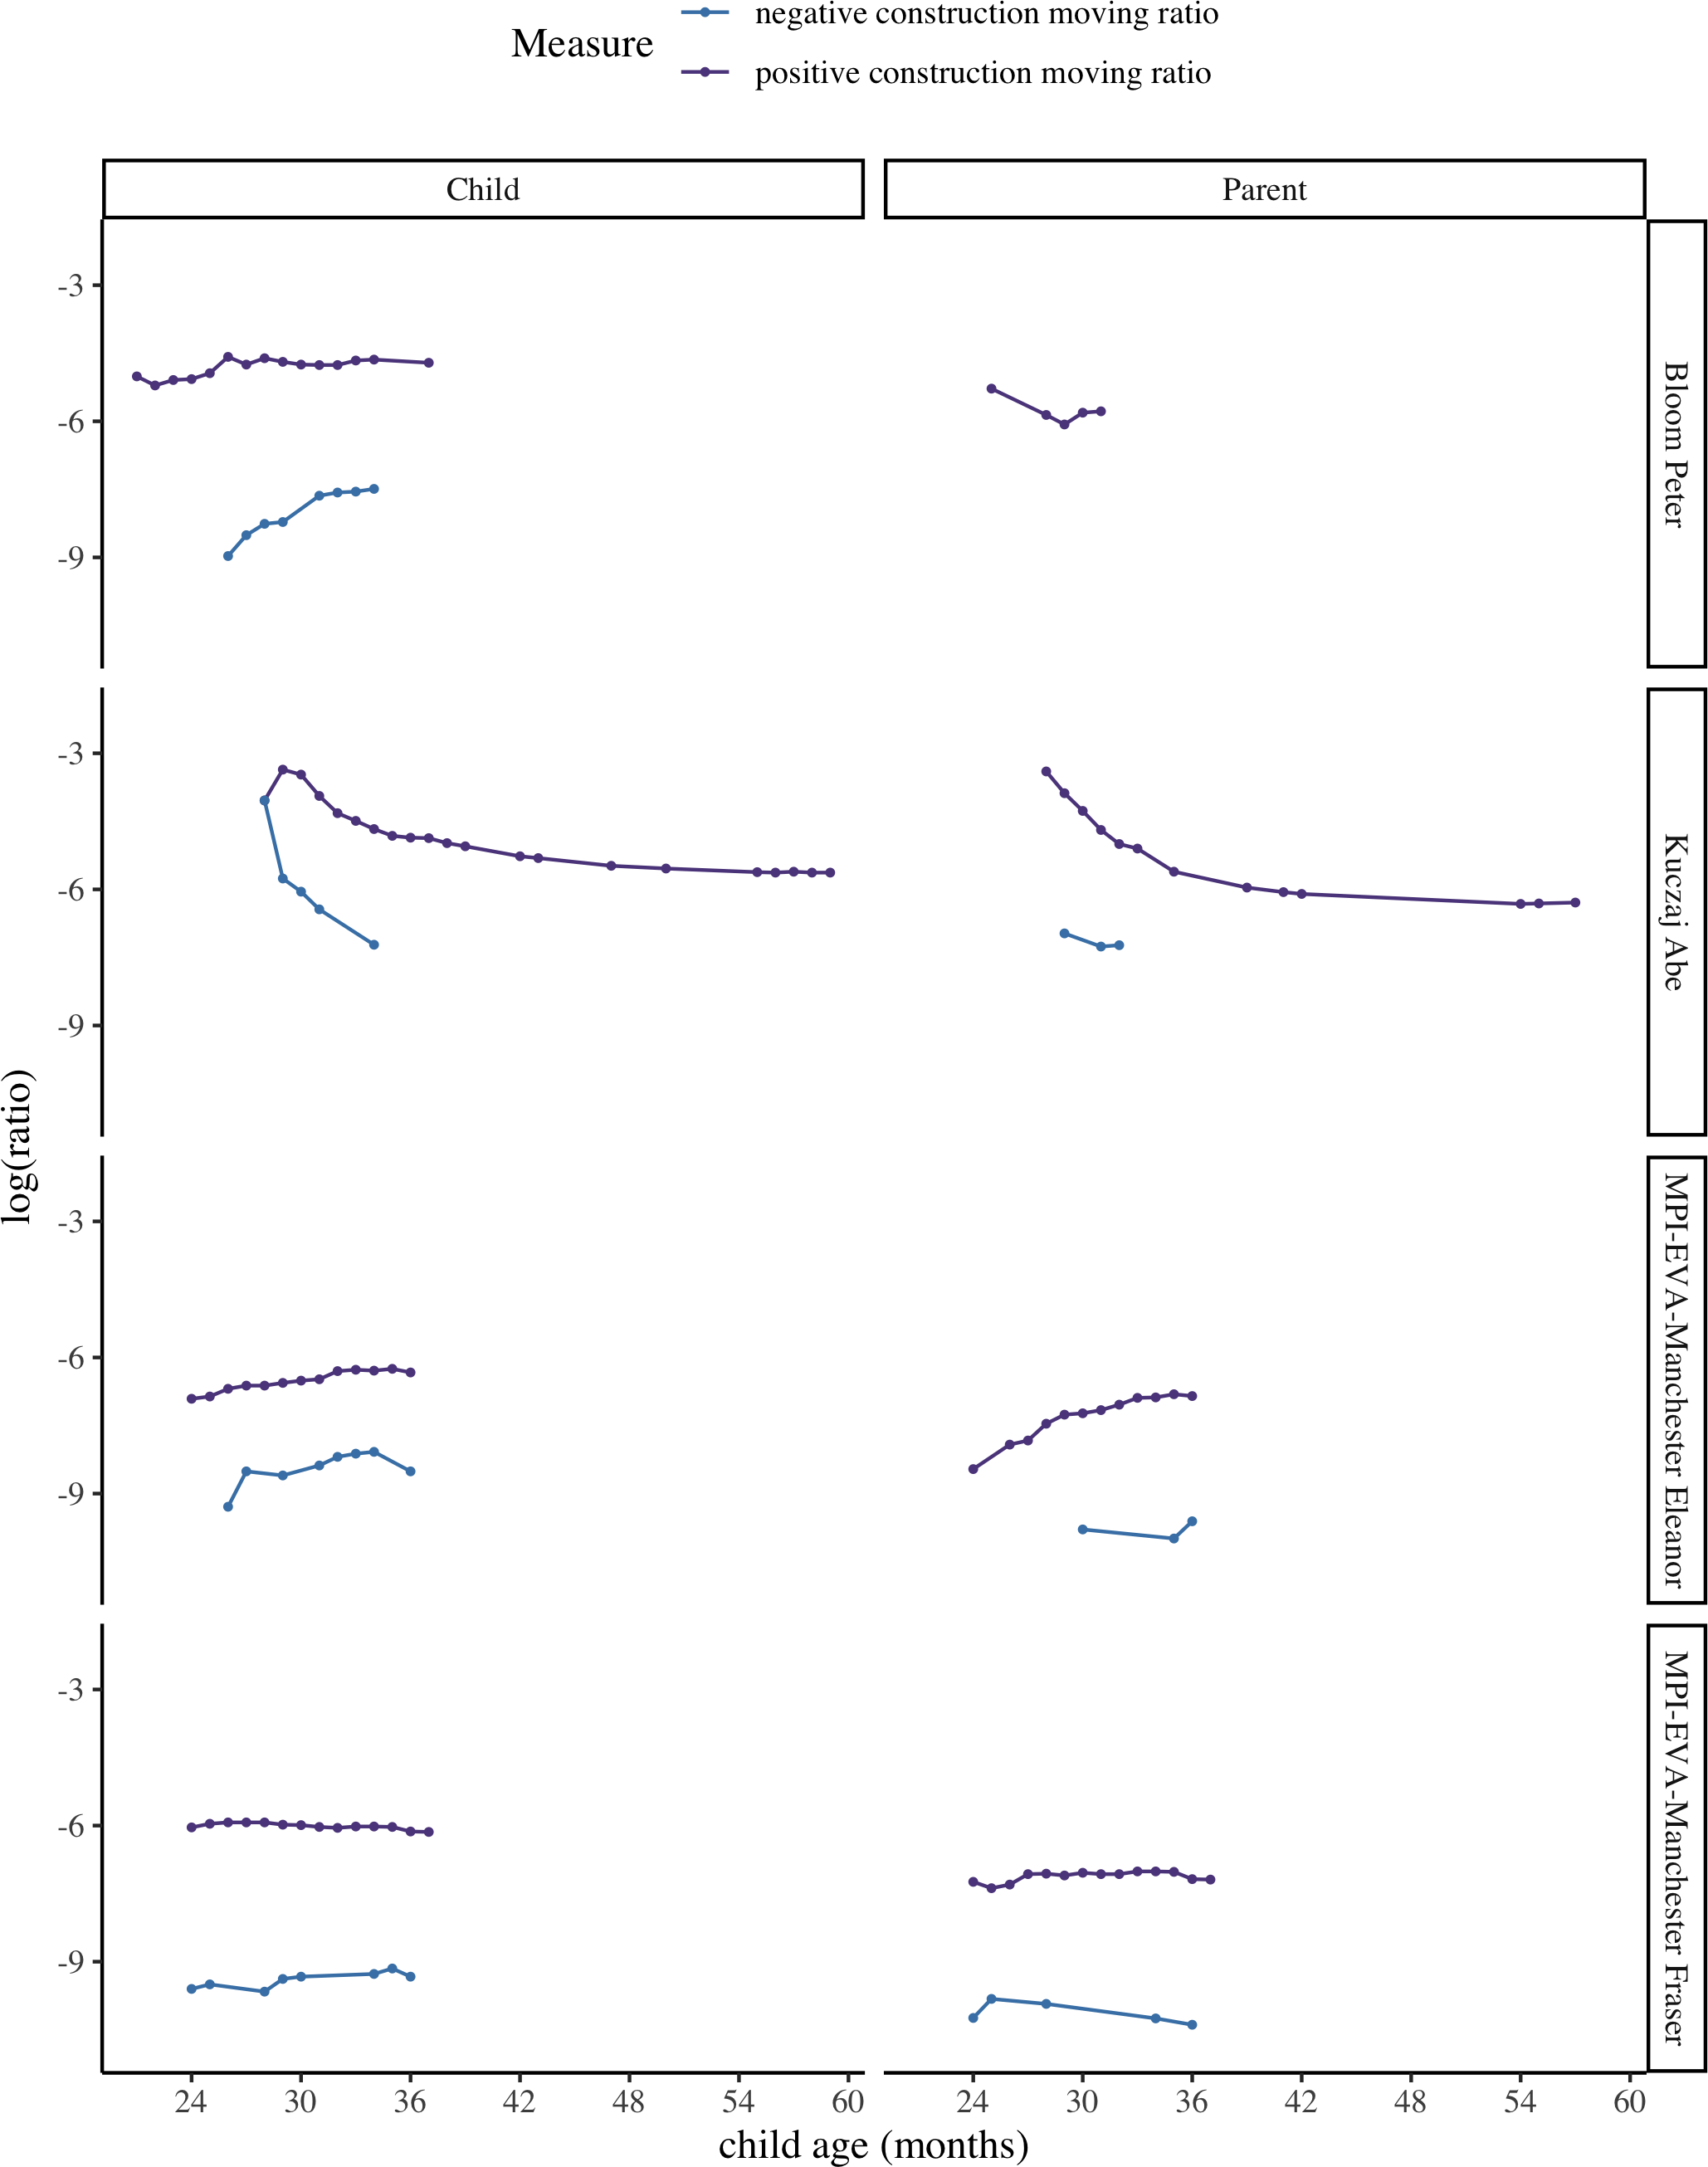 negative construction moving ratio
Measure
positive construction moving ratio
Child
Parent
-3
-6
-9
Bloom Peter
-3
-6
-9
Kuczaj Abe
log(ratio)
-3
-6
-9
MPI-EVA-Manchester Eleanor
-3
-6
-9
MPI-EVA-Manchester Fraser
24 30 36 42 48 54 60
24 30 36 42 48 54 60
child age (months)